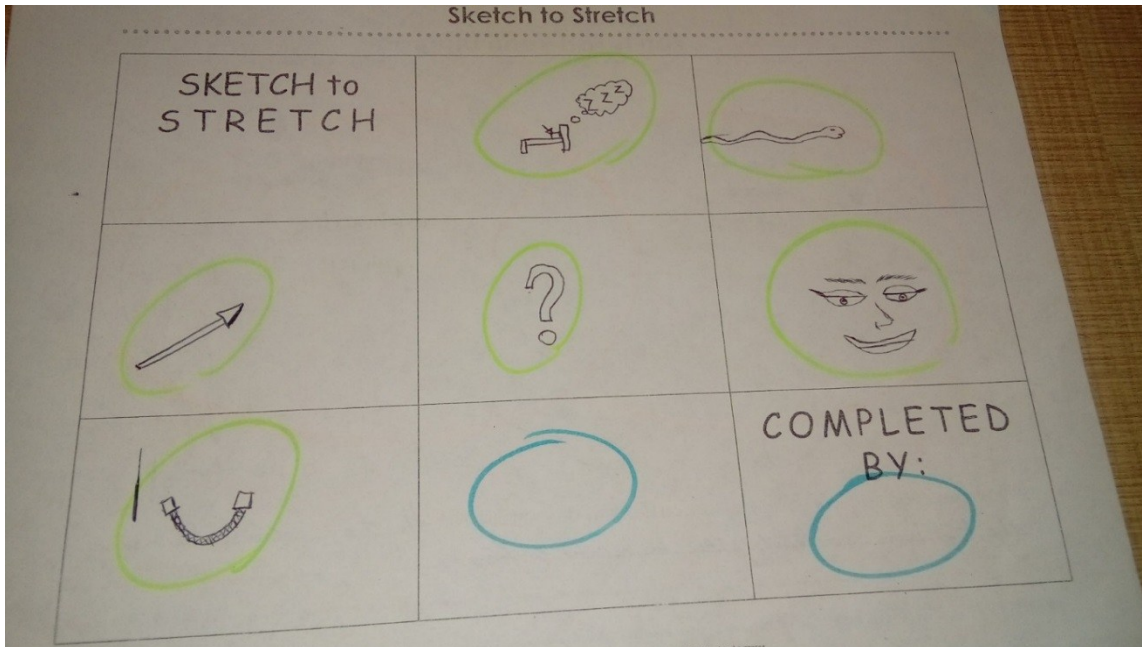 Sketch to Stretch
SKETCH to
STRETCH
Z Z Z
?
COMPLETED
BY: